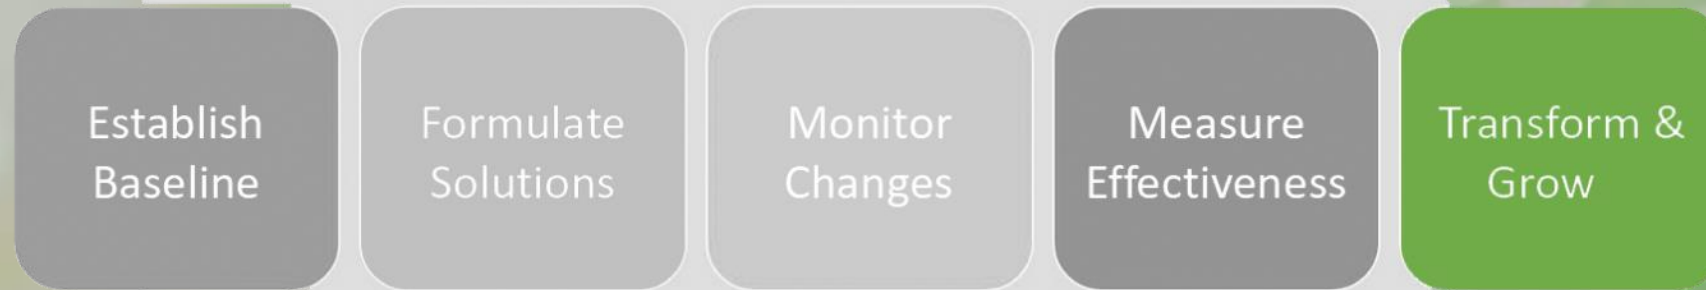 Establish
Baseline
Formulate
Solutions
Monitor
Changes
Measure
Effectiveness
Transform &
Grow